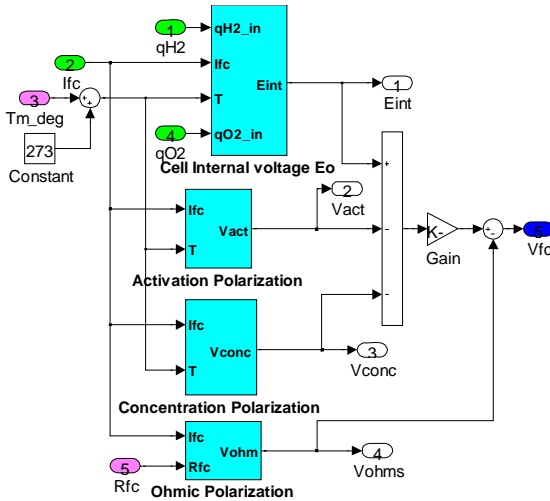 1
qH2
qH2_in
2
Ifc
Ifc
Eint
1
Eint
3
Tm_deg
+
+
T
273
Constant
4
qO2
qO2_in
Cell Internal voltage Eo
+
2
Vact
Ifc
Vact
T
Activation Polarization
-
K-
Gain
+
-
5
Vfc
-
Ifc
Vconc
T
3
Vconc
Concentration Polarization
Ifc
Vohm
5
Rfc
Rfc
4
Vohms
Ohmic Polarization